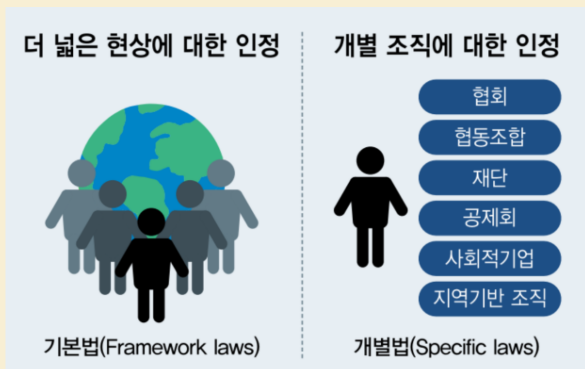 더 넓은 현상에 대한 인정
기본법(Framework laws)
개별 조직에 대한 인정
협회
협동조합
재단
공제회
사회적기업
지역기반 조직
개별법(Specific laws)